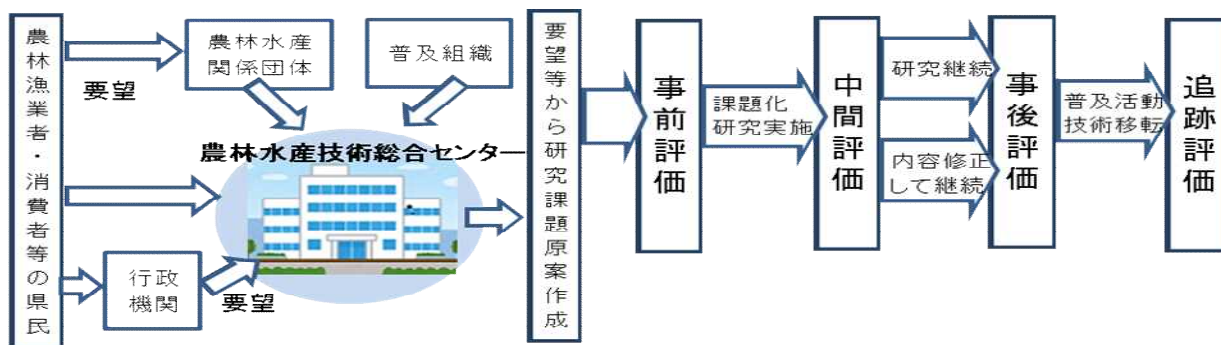 農林漁業者・消費者等の県民
要望
農林水産
関係団体
普及組織
農林水産技術総合センター
行政
機関
要望
要望等から研究課題原案作成
事前評価
課題化
研究実施
中間評価
研究継続
内容修正
して継続
事後評価
普及活動
技術移転
追跡評価